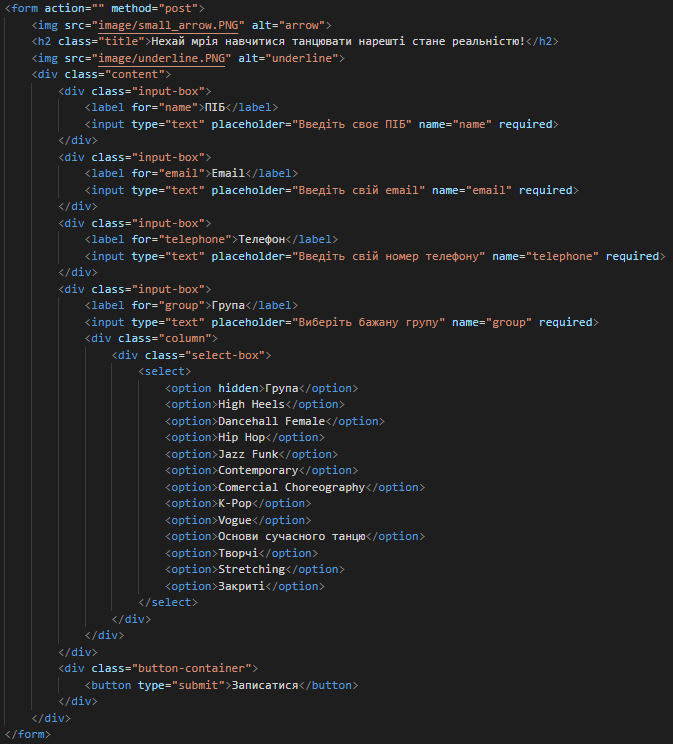 <form action="" method="post">
<img src="image/small_arrow.PNG" alt="arrow">
<h2 class="title">Нехай мрія навчитися танцювати нарешті стане реальністю!</h2>
<img src="image/underline.PNG" alt="underline">
<div class="content">
<div class="input-box">
<label for="name">ПІБ</label>
<input type="text" placeholder="Введіть своє ПІБ" name="name" required>
</div>
<div class="input-box">
<label for="email">Email</label>
<input type="text" placeholder="Введіть свій email" name="email" required>
</div>
<div class="input-box">
<label for="telephone">Телефон</label>
<input type="text" placeholder="Введіть свій номер телефону" name="telephone" required>
</div>
<div class="input-box">
<label for="group">Група</label>
<input type="text" placeholder="Виберіть бажану групу" name="group" required>
<div class="column">
<div class="select-box">
<select>
<option hidden>Група</option>
<option>High Heels</option>
<option>Dancehall Female</option>
<option>Hip Hop</option>
<option>Jazz Funk</option>
<option>Contemporary</option>
<option>Comercial Choreography</option>
<option>K-Pop</option>
<option>Vogue</option>
<option>Основи сучасного танцю</option>
<option>Творчі</option>
<option>Stretching</option>
<option>Закриті</option>
</select>
</div>
</div>
</div>
<div class="button-container">
<button type="submit">Записатися</button>
</div>
</div>
</form>